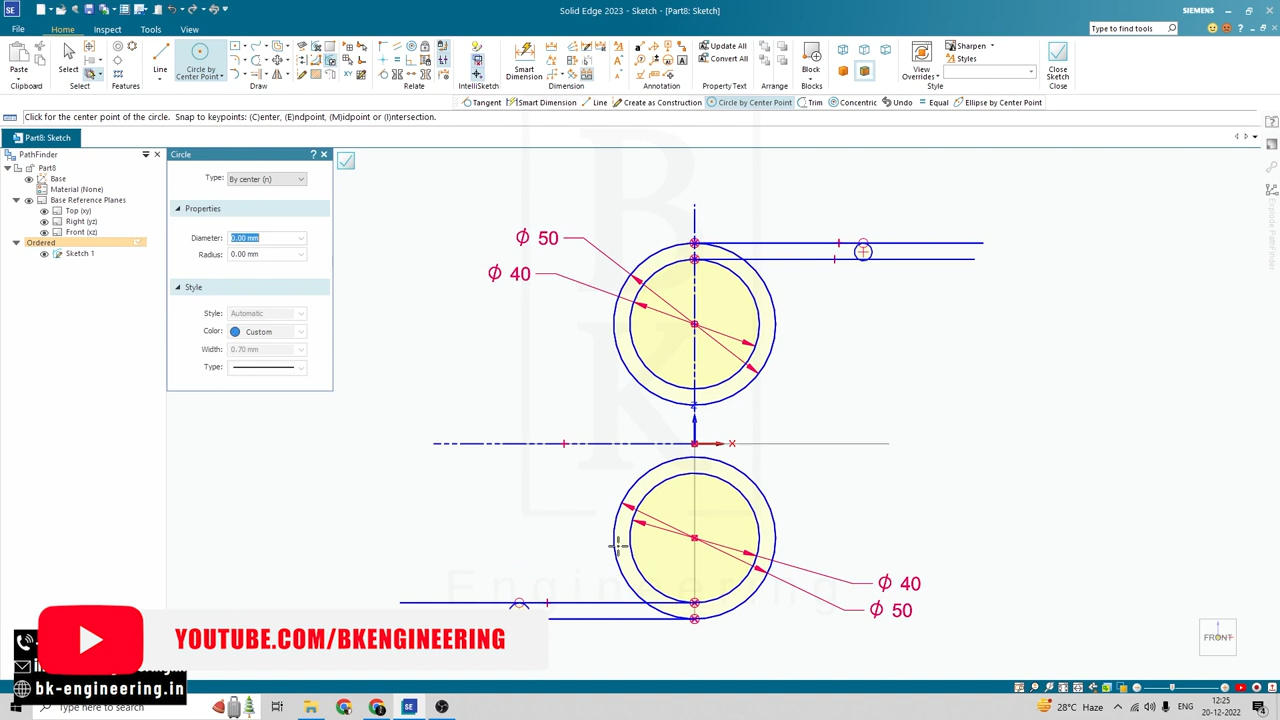 Solid Edge 2023 - Sketch - [Part8: Sketch]
SIEMENS
File Home Inspect Tools View
Type to find tools
Paste
Clipboard
Select
Select
Features
Line
Circle by Center Point
Draw
Relate
IntelliSketch
Smart Dimension
Dimension
Annotation
Update All
Convert All
Property Text
Arrange
Block
Blocks
View Overrides
Sharpen
Styles
Style
Close Sketch
Close
Tangent Smart Dimension Line Create as Construction Circle by Center Point Trim Concentric Undo Equal Ellipse by Center Point
Click for the center point of the circle. Snap to keypoints: (C)enter, (E)ndpoint, (M)idpoint or (I)ntersection.
Part8: Sketch
PathFinder
Part8
Base
Material (None)
Base Reference Planes
Top (xy)
Right (yz)
Front (xz)
Ordered
Sketch 1
Circle
Type: By center (n)
Properties
Diameter: 0.00 mm
Radius: 0.00 mm
Style
Style: Automatic
Color: Custom
Width: 0.70 mm
Type:
B
K
Engineering
Φ 50
Φ 40
Z
X
Φ 40
Φ 50
FRONT
YOUTUBE.COM/BKENGINEERING
bk-engineering.in
Type here to search
28°C Haze
ENG
12:25
20-12-2022